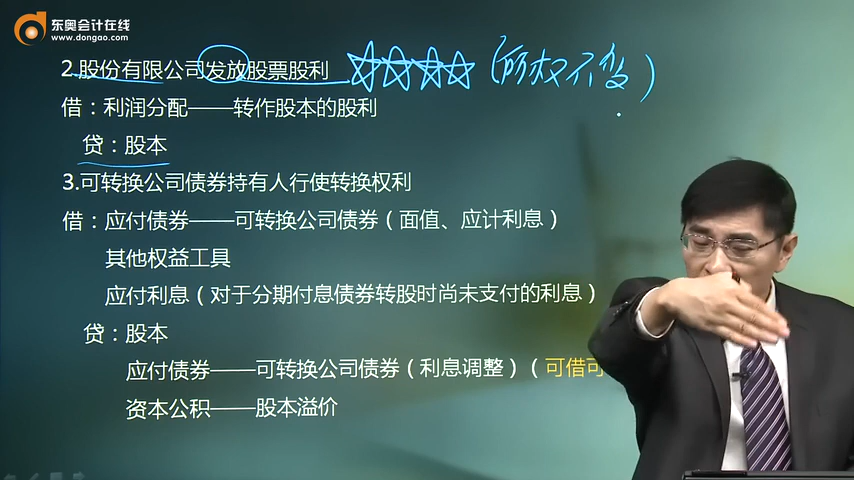 东奥会计在线
www.dongao.com
2.股份有限公司发放股票股利 (所权不变)
借：利润分配——转作股本的股利
贷：股本
3.可转换公司债券持有人行使转换权利
借：应付债券——可转换公司债券（面值、应计利息）
其他权益工具
应付利息（对于分期付息债券转股时尚未支付的利息）
贷：股本
应付债券——可转换公司债券（利息调整）（可借可
资本公积——股本溢价